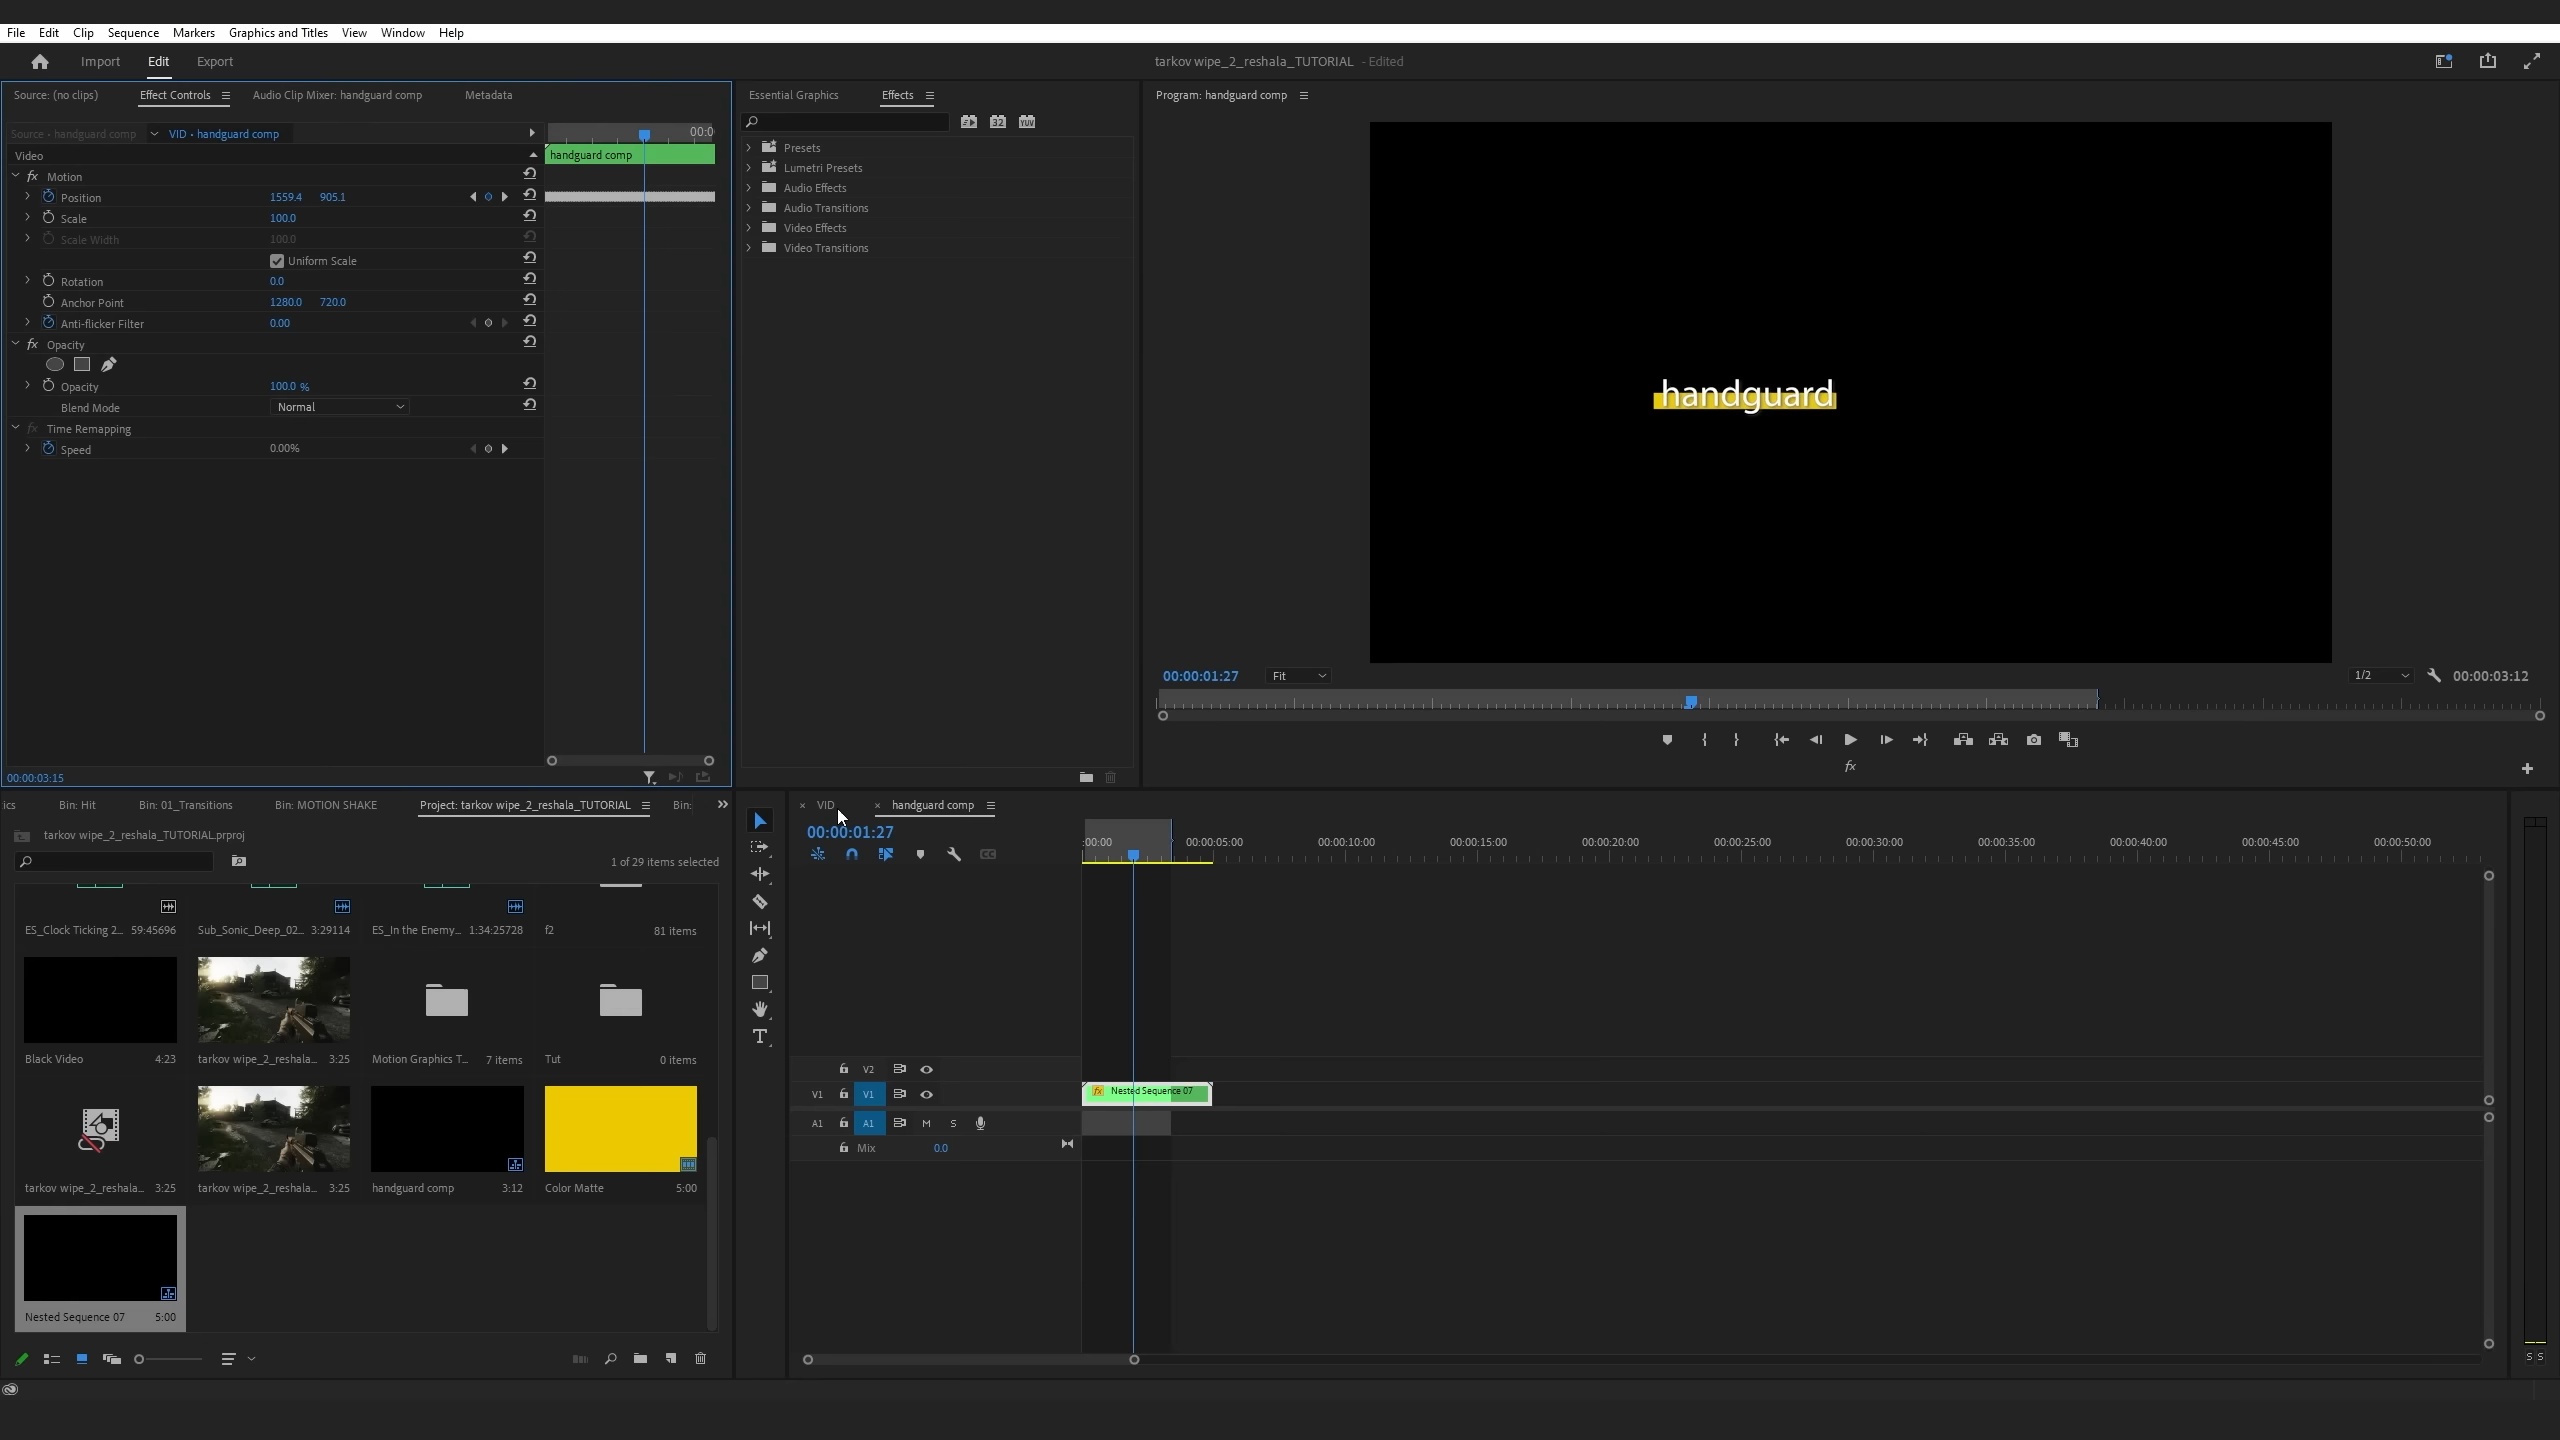 File Edit Clip Sequence Markers Graphics and Titles View Window Help
Import Edit Export
tarkov wipe_2_reshala_TUTORIAL - Edited
Source: (no clips) Effect Controls Audio Clip Mixer: handguard comp Metadata
Source · handguard comp VID · handguard comp
00:0
Video
handguard comp
fx Motion
Position 1559.4 905.1
Scale 100.0
Scale Width 100.0
Uniform Scale
Rotation 0.0
Anchor Point 1280.0 720.0
Anti-flicker Filter 0.00
fx Opacity
Opacity 100.0 %
Blend Mode Normal
fx Time Remapping
Speed 0.00%
00:00:03:15
Essential Graphics Effects
32 YUV
Presets
Lumetri Presets
Audio Effects
Audio Transitions
Video Effects
Video Transitions
Program: handguard comp
handguard
00:00:01:27 Fit 1/2 00:00:03:12
fx
ics Bin: Hit Bin: 01_Transitions Bin: MOTION SHAKE Project: tarkov wipe_2_reshala_TUTORIAL Bin:
tarkov wipe_2_reshala_TUTORIAL.prproj
1 of 29 items selected
ES_Clock Ticking 2... 59:45696 Sub_Sonic_Deep_02... 3:29114 ES_In the Enemy... 1:34:25728 f2 81 items
Black Video 4:23 tarkov wipe_2_reshala... 3:25 Motion Graphics T... 7 items Tut 0 items
tarkov wipe_2_reshala... 3:25 tarkov wipe_2_reshala... 3:25 handguard comp 3:12 Color Matte 5:00
Nested Sequence 07 5:00
× VID × handguard comp
00:00:01:27
:00:00 00:00:05:00 00:00:10:00 00:00:15:00 00:00:20:00 00:00:25:00 00:00:30:00 00:00:35:00 00:00:40:00 00:00:45:00 00:00:50:00
V2
V1 V1
fx Nested Sequence 07
A1 A1 M S
Mix 0.0
S S